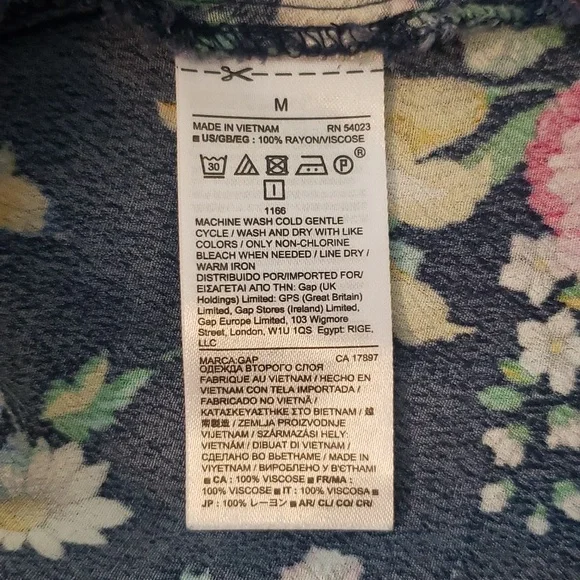 M
MADE IN VIETNAM RN 54023
US/GB/EG: 100% RAYON/VISCOSE
30 P ®
I
1166
MACHINE WASH COLD GENTLE
CYCLE / WASH AND DRY WITH LIKE
COLORS / ONLY NON-CHLORINE
BLEACH WHEN NEEDED / LINE DRY /
WARM IRON
DISTRIBUIDO POR/IMPORTED FOR/
ΕΙΣΑΓΕΤΑΙ ΑΠΟ ΤΗΝ: Gap (UK
Holdings) Limited: GPS (Great Britain)
Limited, Gap Stores (Ireland) Limited,
Gap Europe Limited, 103 Wigmore
Street, London, W1U 1QS Egypt: RIGE,
LLC
MARCA:GAP CA 17897
ОДЕЖДА ВТОРОГО СЛОЯ
FABRIQUE AU VIETNAM / HECHO EN
VIETNAM CON TELA IMPORTADA /
FABRICADO NO VIETNÃ /
ΚΑΤΑΣΚΕΥΑΣΤΗΚΕ ΣΤΟ ΒΙΕΤΝΑΜ / 越
南製造 / ZEMLJA PROIZVODNJE
VIJETNAM / SZÁRMAZÁSI HELY:
VIETNÁM / DIBUAT DI VIETNAM /
MADE IN
VIYETNAM / ВИРОБЛЕНО У В'ЄТНАМІ
CA : 100% VISCOSE FR/MA :
100% VISCOSE IT : 100% VISCOSA
JP : 100% レーヨン AR/ CL/ CO/ CR/